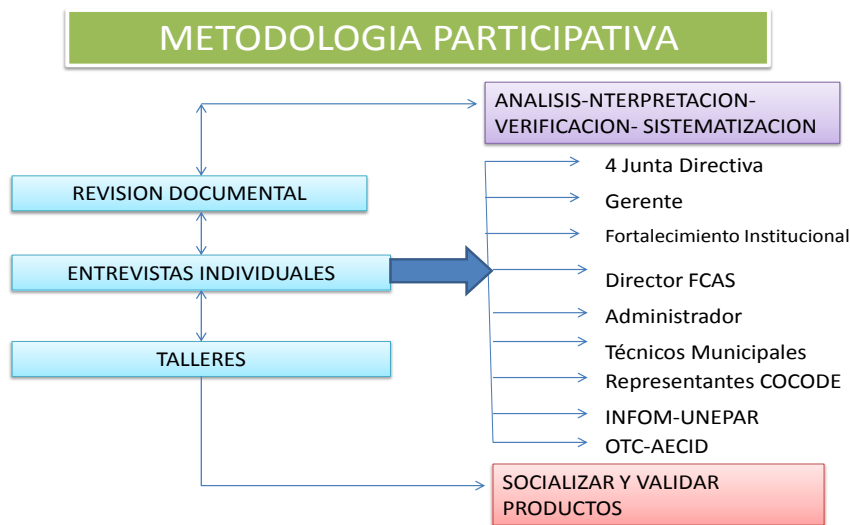 METODOLOGIA PARTICIPATIVA
ANALISIS-NTERPRETACION-
VERIFICACION- SISTEMATIZACION
REVISION DOCUMENTAL
ENTREVISTAS INDIVIDUALES
TALLERES
4 Junta Directiva
Gerente
Fortalecimiento Institucional
Director FCAS
Administrador
Técnicos Municipales
Representantes COCODE
INFOM-UNEPAR
OTC-AECID
SOCIALIZAR Y VALIDAR
PRODUCTOS